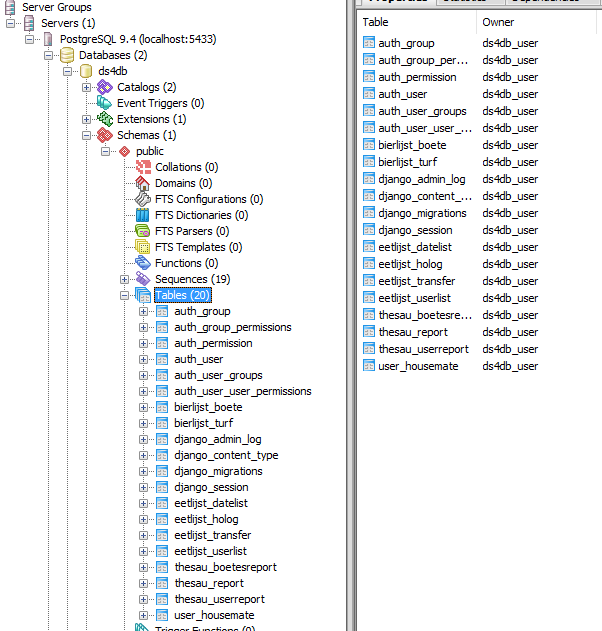 Server Groups
Servers (1)
PostgreSQL 9.4 (localhost:5433)
Databases (2)
ds4db
Catalogs (2)
Event Triggers (0)
Extensions (1)
Schemas (1)
public
Collations (0)
Domains (0)
FTS Configurations (0)
FTS Dictionaries (0)
FTS Parsers (0)
FTS Templates (0)
Functions (0)
Sequences (19)
Tables (20)
auth_group
auth_group_permissions
auth_permission
auth_user
auth_user_groups
auth_user_user_permissions
bierlijst_boete
bierlijst_turf
django_admin_log
django_content_type
django_migrations
django_session
eetlijst_datelist
eetlijst_holog
eetlijst_transfer
eetlijst_userlist
thesau_boetesreport
thesau_report
thesau_userreport
user_housemate
Trigger Functions (0)
Table Owner
auth_group ds4db_user
auth_group_per... ds4db_user
auth_permission ds4db_user
auth_user ds4db_user
auth_user_groups ds4db_user
auth_user_user_... ds4db_user
bierlijst_boete ds4db_user
bierlijst_turf ds4db_user
django_admin_log ds4db_user
django_content_... ds4db_user
django_migrations ds4db_user
django_session ds4db_user
eetlijst_datelist ds4db_user
eetlijst_holog ds4db_user
eetlijst_transfer ds4db_user
eetlijst_userlist ds4db_user
thesau_boetesre... ds4db_user
thesau_report ds4db_user
thesau_userreport ds4db_user
user_housemate ds4db_user